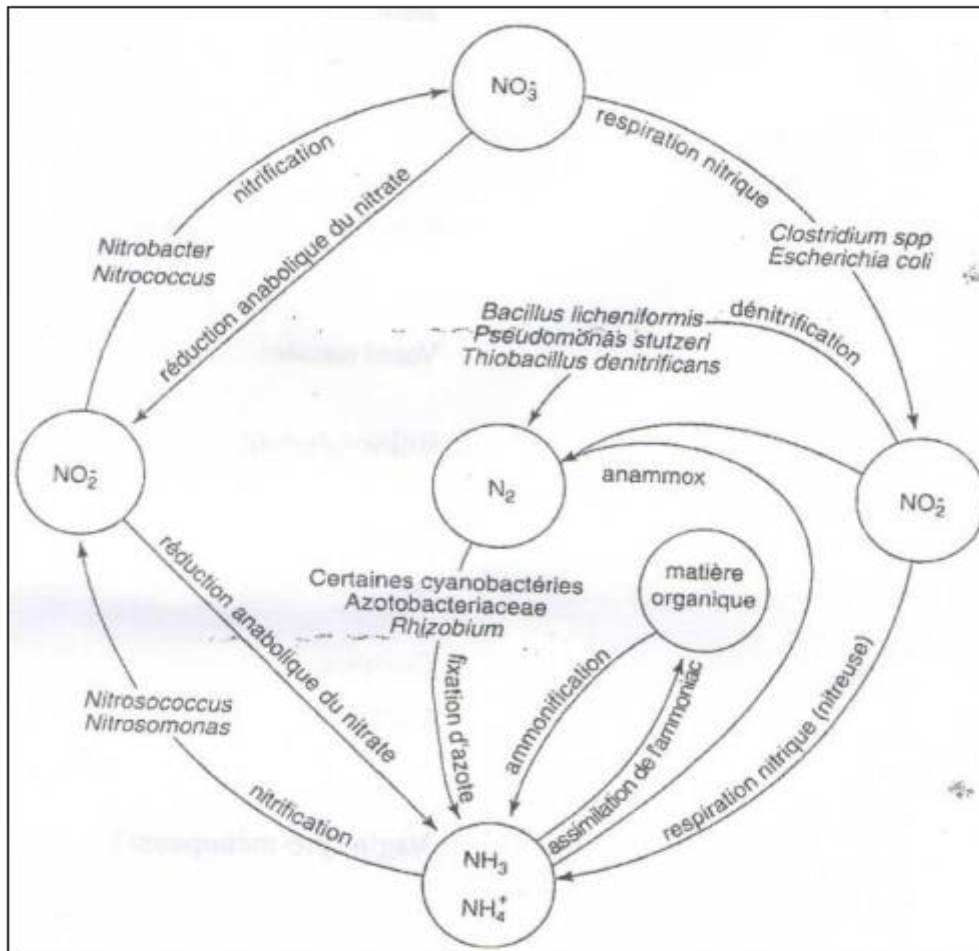 NO₃⁻
nitrification
respiration nitrique
réduction anabolique du nitrate
Nitrobacter
Nitrococcus
Clostridium spp
Escherichia coli
Bacillus licheniformis
Pseudomonas stutzeri
Thiobacillus denitrificans
dénitrification
NO₂⁻
N₂
anammox
NO₂⁻
Certaines cyanobactéries
Azotobacteriaceae
Rhizobium
matière
organique
réduction anabolique du nitrate
Nitrosococcus
Nitrosomonas
fixation d'azote
ammonification
assimilation de l'ammoniac
respiration nitrique (nitreuse)
nitrification
NH₃
NH₄⁺